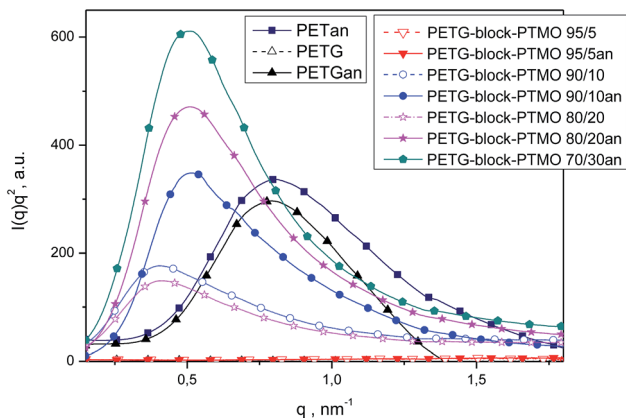 600
400
200
0
I(q)q², a.u.
0,5
1,0
1,5
q , nm⁻¹
PETan
PETG
PETGan
PETG-block-PTMO 95/5
PETG-block-PTMO 95/5an
PETG-block-PTMO 90/10
PETG-block-PTMO 90/10an
PETG-block-PTMO 80/20
PETG-block-PTMO 80/20an
PETG-block-PTMO 70/30an